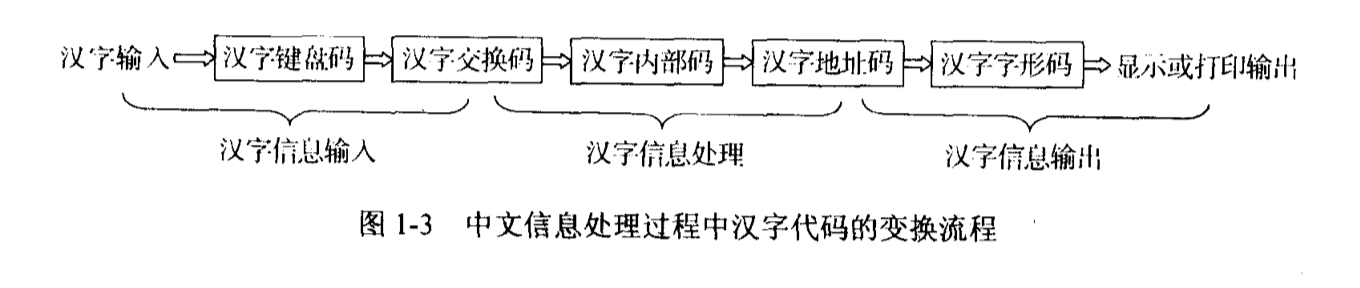 汉字输入⇒汉字键盘码⇒汉字交换码⇒汉字内部码⇒汉字地址码⇒汉字字形码⇒显示或打印输出
汉字信息输入 汉字信息处理 汉字信息输出
图 1-3 中文信息处理过程中汉字代码的变换流程